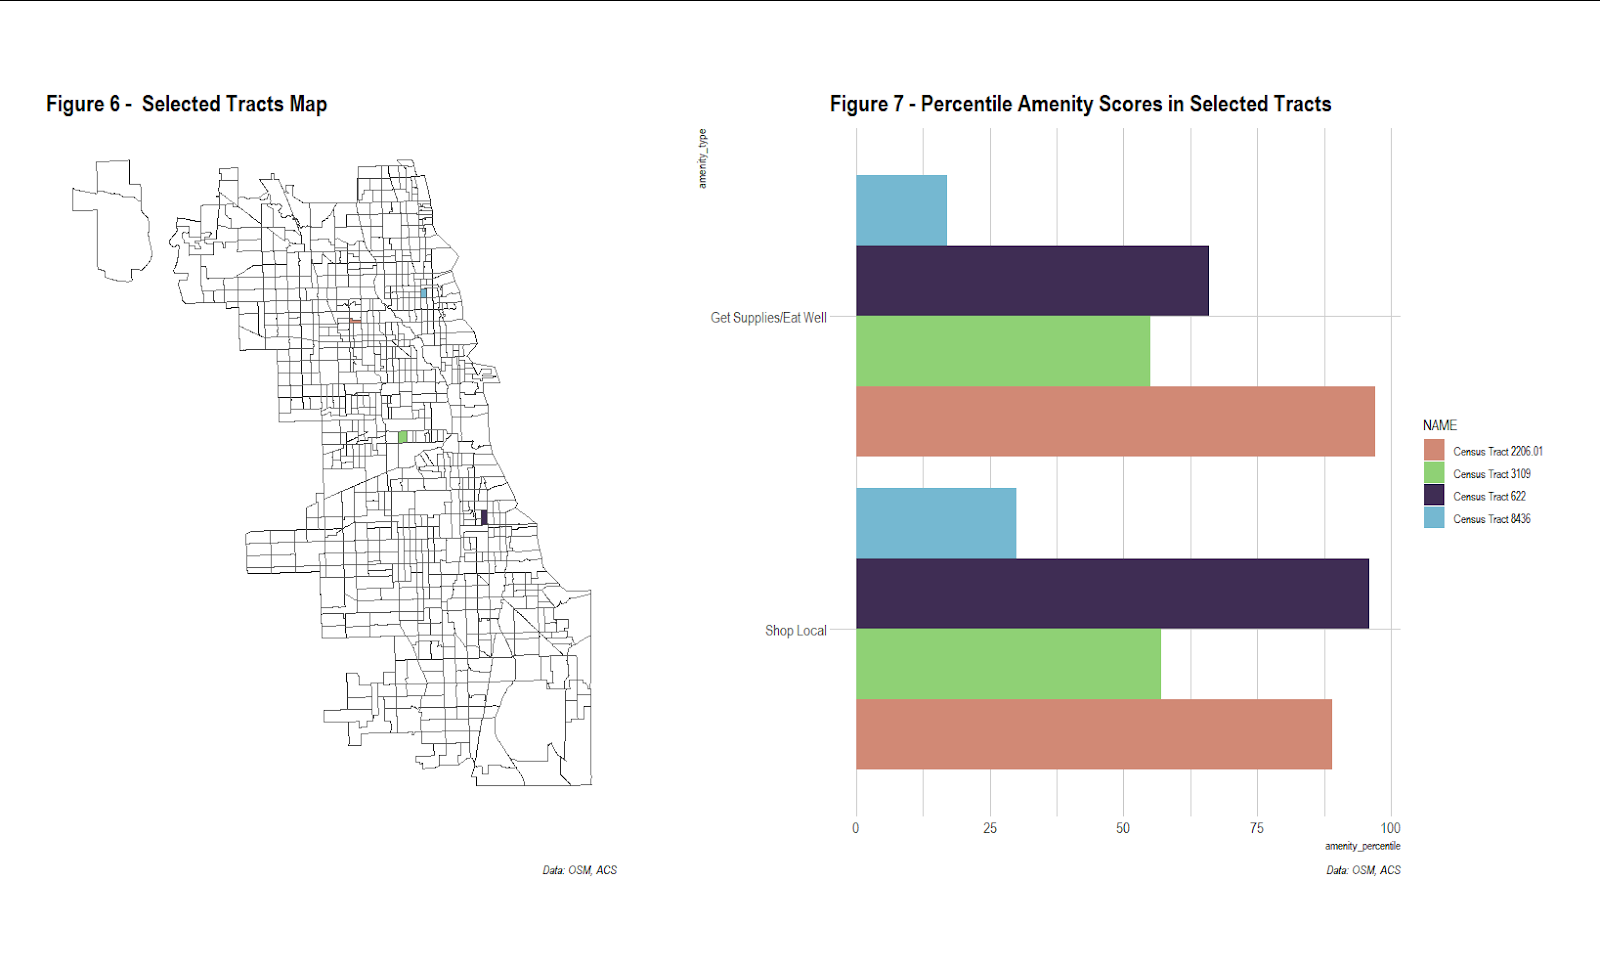 Figure 6 - Selected Tracts Map
Data: OSM, ACS
Figure 7 - Percentile Amenity Scores in Selected Tracts
amenity_type
Get Supplies/Eat Well
Shop Local
0 25 50 75 100
amenity_percentile
Data: OSM, ACS
NAME
Census Tract 2206.01
Census Tract 3109
Census Tract 622
Census Tract 8436